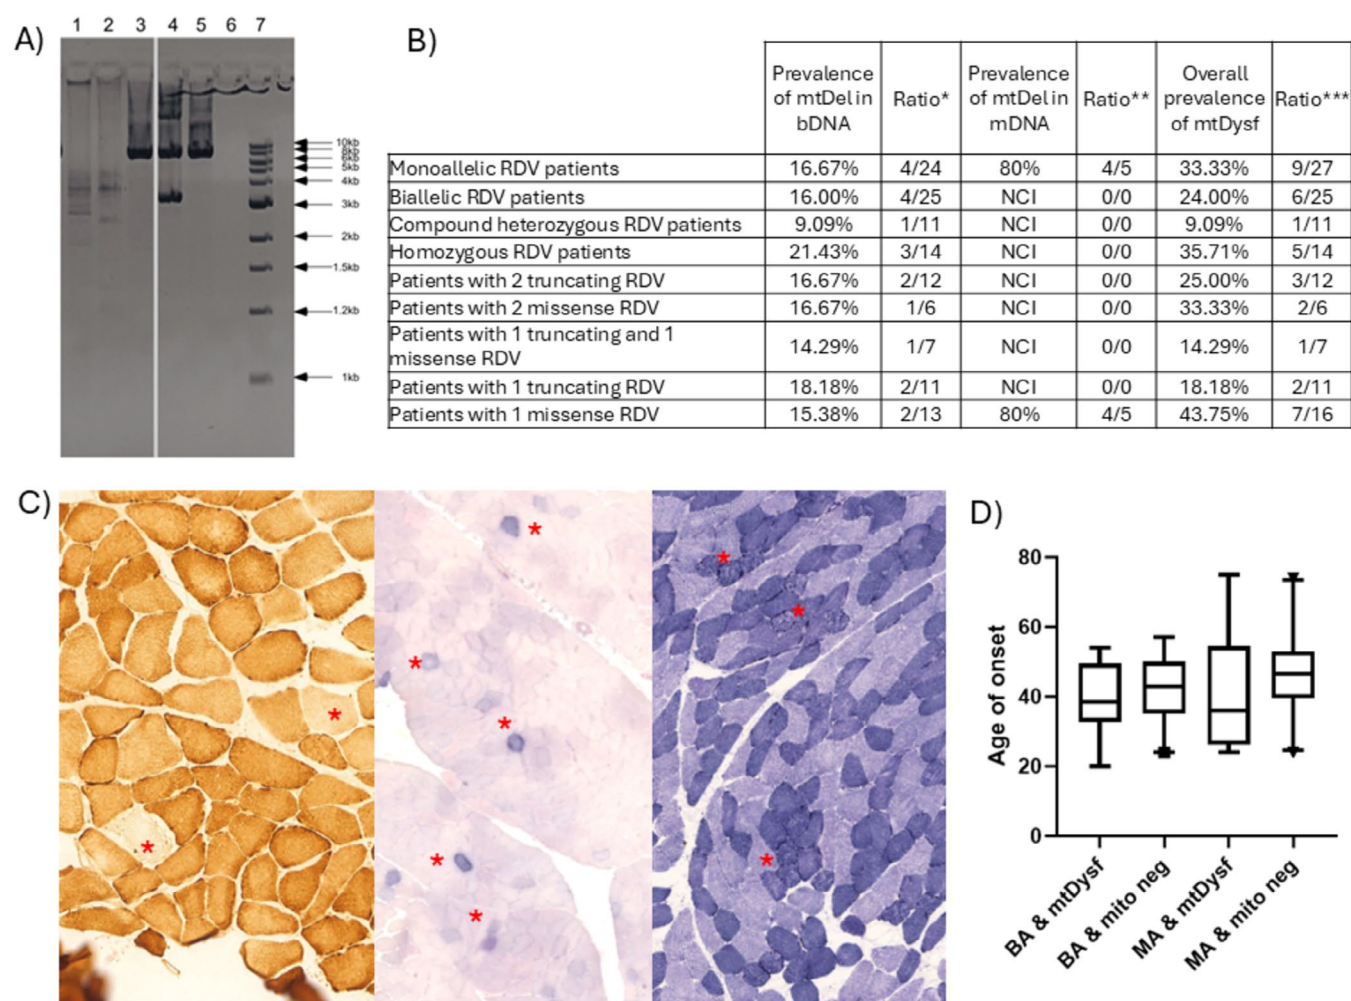 A)
1 2 3 4 5 6 7
10kb
8kb
6kb
5kb
4kb
3kb
2kb
1.5kb
1.2kb
1kb
B)
Prevalence of mtDel in bDNA Ratio* Prevalence of mtDel in mDNA Ratio** Overall prevalence of mtDysf Ratio***
Monoallelic RDV patients 16.67% 4/24 80% 4/5 33.33% 9/27
Biallelic RDV patients 16.00% 4/25 NCI 0/0 24.00% 6/25
Compound heterozygous RDV patients 9.09% 1/11 NCI 0/0 9.09% 1/11
Homozygous RDV patients 21.43% 3/14 NCI 0/0 35.71% 5/14
Patients with 2 truncating RDV 16.67% 2/12 NCI 0/0 25.00% 3/12
Patients with 2 missense RDV 16.67% 1/6 NCI 0/0 33.33% 2/6
Patients with 1 truncating and 1 missense RDV 14.29% 1/7 NCI 0/0 14.29% 1/7
Patients with 1 truncating RDV 18.18% 2/11 NCI 0/0 18.18% 2/11
Patients with 1 missense RDV 15.38% 2/13 80% 4/5 43.75% 7/16
C)
* * * * * * * * * *
D)
Age of onset
80
60
40
20
0
BA & mtDysf
BA & mito neg
MA & mtDysf
MA & mito neg